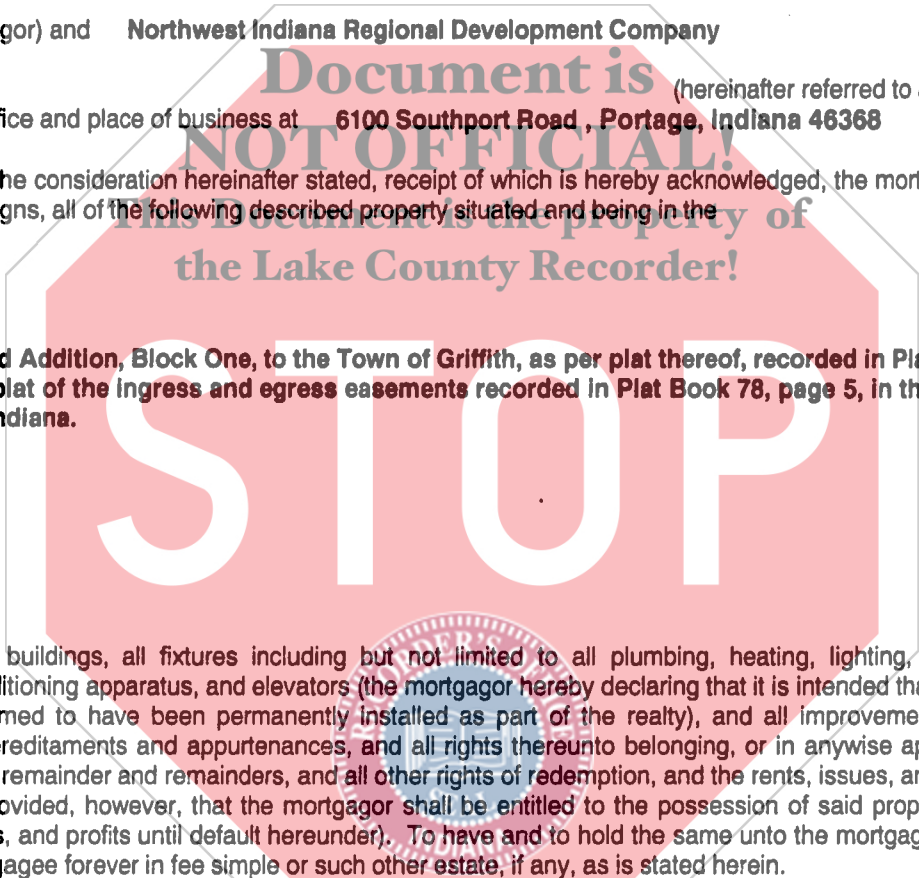 gor) and Northwest Indiana Regional Development Company
Document is
(hereinafter referred to
fice and place of business at 6100 Southport Road , Portage, Indiana 46368
NOT OFFICIAL!
he consideration hereinafter stated, receipt of which is hereby acknowledged, the mort
gns, all of the following described property situated and being in the
This Document is the property of
the Lake County Recorder!
d Addition, Block One, to the Town of Griffith, as per plat thereof, recorded in Pla
plat of the ingress and egress easements recorded in Plat Book 78, page 5, in th
ndiana.
STOP
buildings, all fixtures including but not limited to all plumbing, heating, lighting,
litioning apparatus, and elevators (the mortgagor hereby declaring that it is intended tha
med to have been permanently installed as part of the realty), and all improveme
reditaments and appurtenances, and all rights thereunto belonging, or in anywise ap
remainder and remainders, and all other rights of redemption, and the rents, issues, an
ovided, however, that the mortgagor shall be entitled to the possession of said prop
s, and profits until default hereunder). To have and to hold the same unto the mortgag
gagee forever in fee simple or such other estate, if any, as is stated herein.
RECORDER'S OFFICE
INDIANA